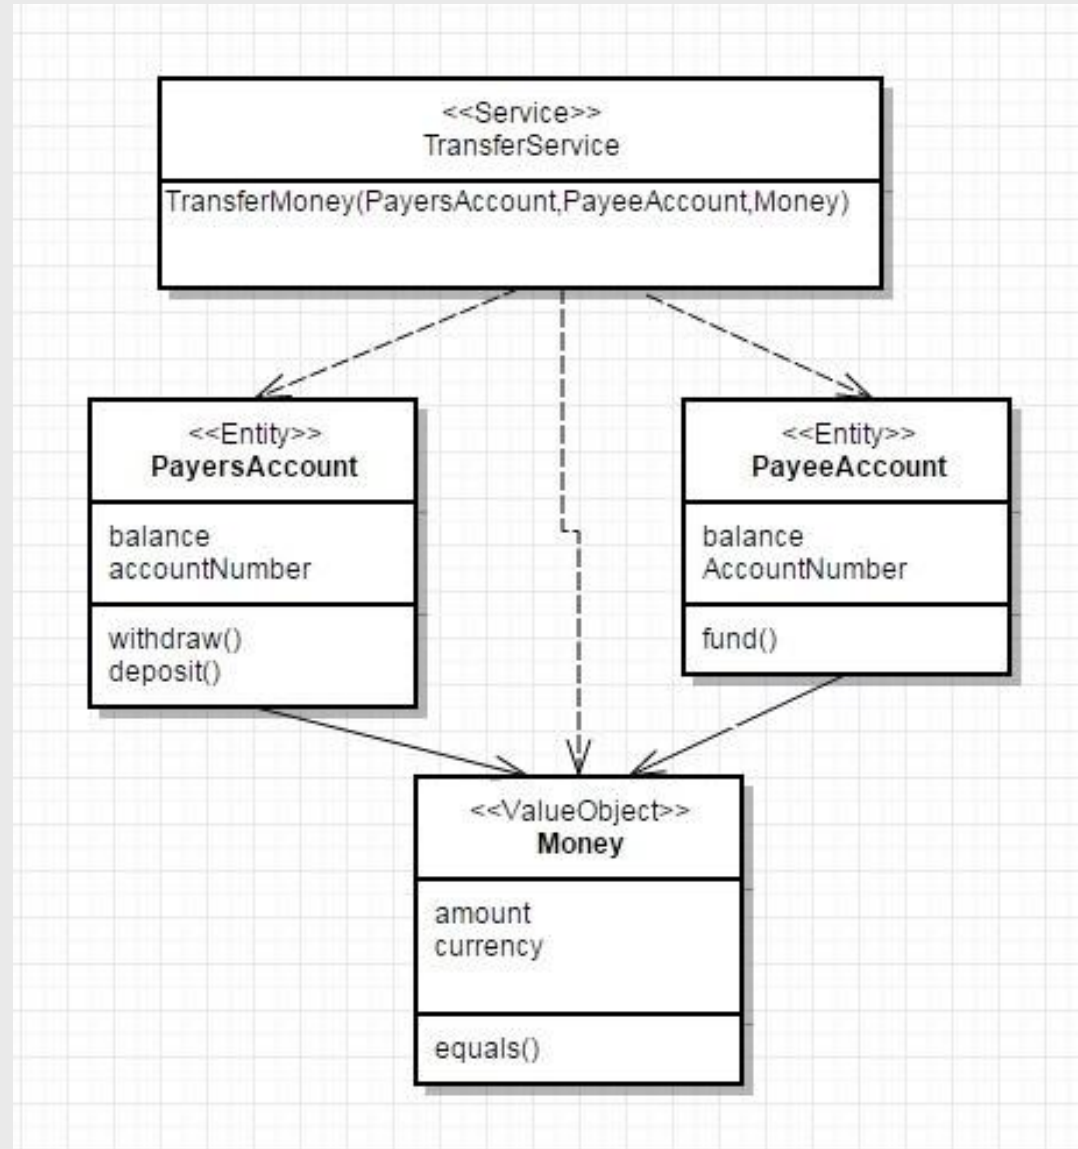 <<Service>>
TransferService
TransferMoney(PayersAccount,PayeeAccount,Money)
<<Entity>>
PayersAccount
balance
accountNumber
withdraw()
deposit()
<<Entity>>
PayeeAccount
balance
AccountNumber
fund()
<<ValueObject>>
Money
amount
currency
equals()